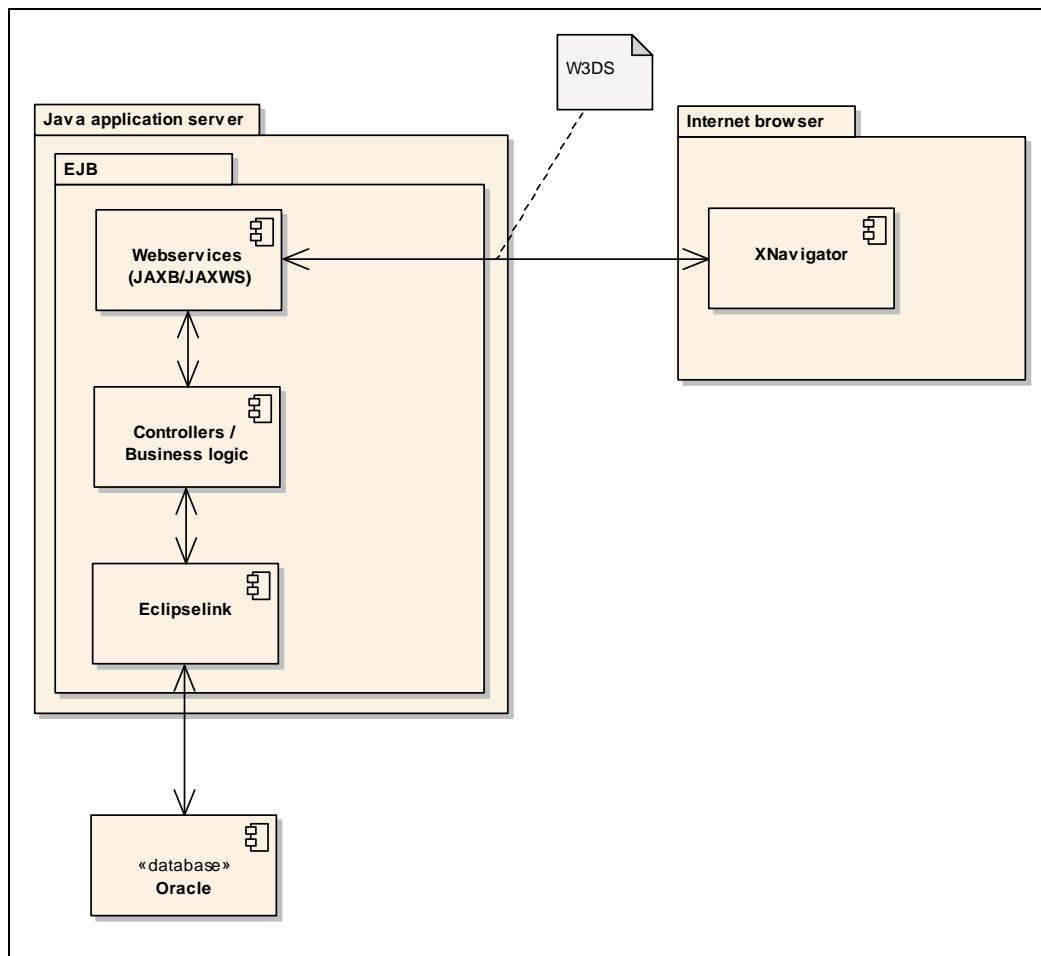 W3DS
Java application server
Internet browser
EJB
Webservices
(JAXB/JAXWS)
XNavigator
Controllers /
Business logic
Eclipselink
«database»
Oracle